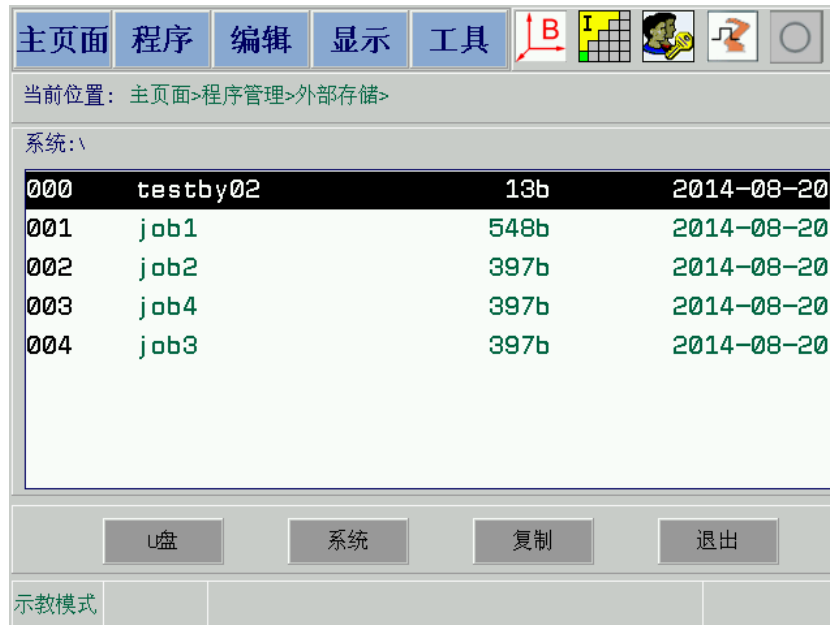 主页面 程序 编辑 显示 工具 B I
当前位置: 主页面>程序管理>外部存储>
系统:\
000 testby02 13b 2014-08-20
001 job1 548b 2014-08-20
002 job2 397b 2014-08-20
003 job4 397b 2014-08-20
004 job3 397b 2014-08-20
U盘 系统 复制 退出
示教模式